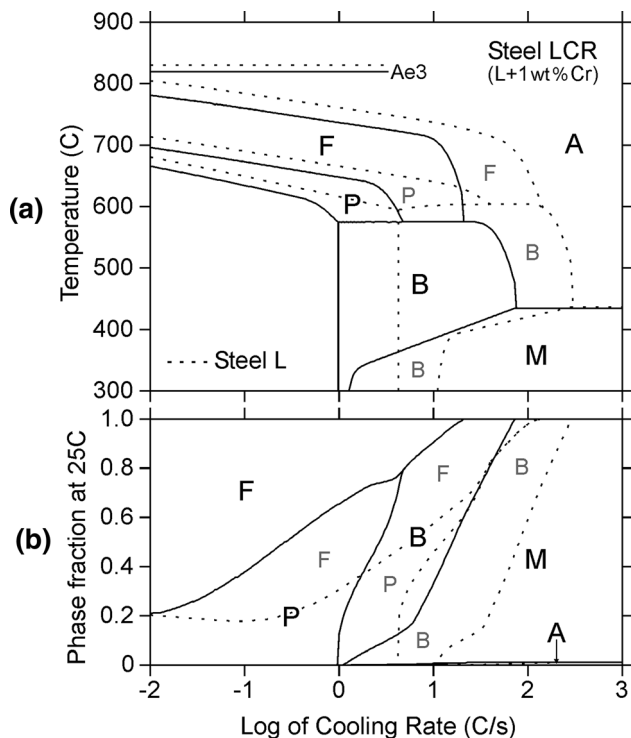 (a)
Temperature (C)
900
800
700
600
500
400
300
Steel LCR
(L+1wt%Cr)
Ae3
A
F
F
P
P
B
B
B
M
Steel L
(b)
Phase fraction at 25C
1.0
0.8
0.6
0.4
0.2
0
F
F
B
B
F
P
P
M
B
A
-2
-1
0
1
2
3
Log of Cooling Rate (C/s)